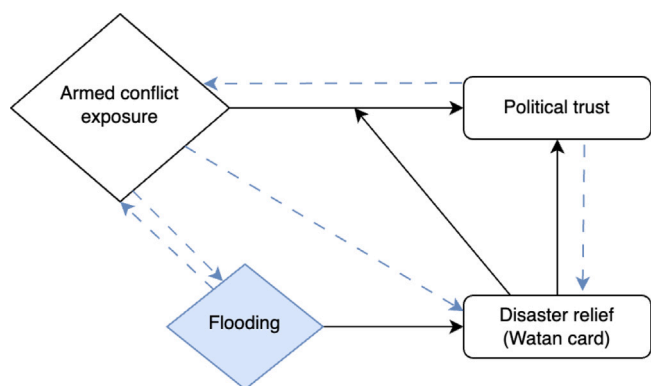 Armed conflict
exposure
Political trust
Flooding
Disaster relief
(Watan card)